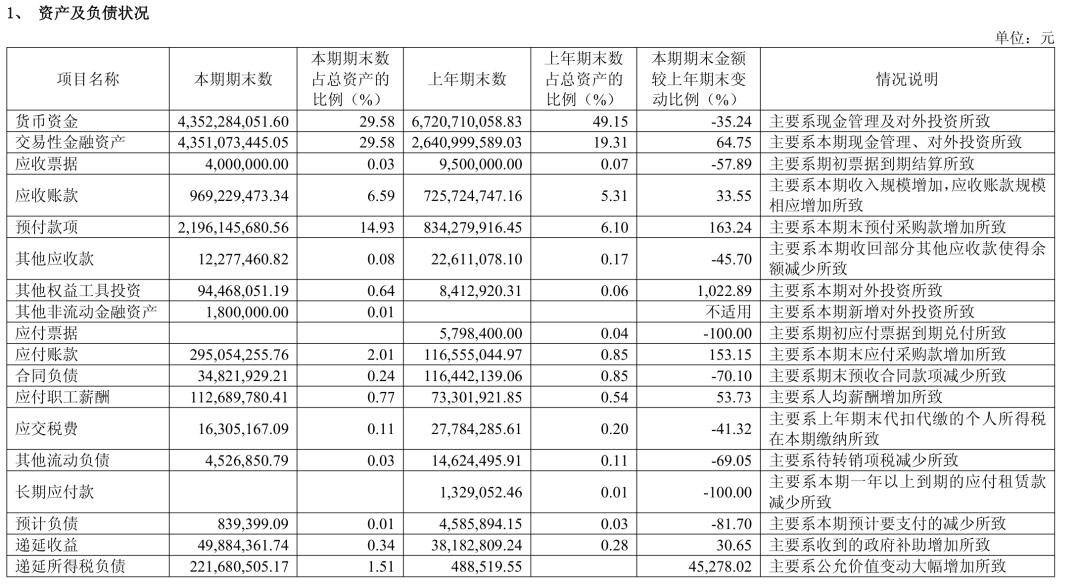 1、 资产及负债状况
单位：元
项目名称 本期期末数 本期期末数占总资产的比例（%） 上年期末数 上年期末数占总资产的比例（%） 本期期末金额较上年期末变动比例（%） 情况说明
货币资金 4,352,284,051.60 29.58 6,720,710,058.83 49.15 -35.24 主要系现金管理及对外投资所致
交易性金融资产 4,351,073,445.05 29.58 2,640,999,589.03 19.31 64.75 主要系本期现金管理、对外投资所致
应收票据 4,000,000.00 0.03 9,500,000.00 0.07 -57.89 主要系期初票据到期结算所致
应收账款 969,229,473.34 6.59 725,724,747.16 5.31 33.55 主要系本期收入规模增加，应收账款规模相应增加所致
预付款项 2,196,145,680.56 14.93 834,279,916.45 6.10 163.24 主要系本期末预付采购款增加所致
其他应收款 12,277,460.82 0.08 22,611,078.10 0.17 -45.70 主要系本期收回部分其他应收款使得余额减少所致
其他权益工具投资 94,468,051.19 0.64 8,412,920.31 0.06 1,022.89 主要系本期对外投资所致
其他非流动金融资产 1,800,000.00 0.01 不适用 主要系本期新增对外投资所致
应付票据 5,798,400.00 0.04 -100.00 主要系期初应付票据到期兑付所致
应付账款 295,054,255.76 2.01 116,555,044.97 0.85 153.15 主要系本期末应付采购款增加所致
合同负债 34,821,929.21 0.24 116,442,139.06 0.85 -70.10 主要系期末预收合同款项减少所致
应付职工薪酬 112,689,780.41 0.77 73,301,921.85 0.54 53.73 主要系人均薪酬增加所致
应交税费 16,305,167.09 0.11 27,784,285.61 0.20 -41.32 主要系上年期末代扣代缴的个人所得税在本期缴纳所致
其他流动负债 4,526,850.79 0.03 14,624,495.91 0.11 -69.05 主要系待转销项税减少所致
长期应付款 1,329,052.46 0.01 -100.00 主要系本期一年以上到期的应付租赁款减少所致
预计负债 839,399.09 0.01 4,585,894.15 0.03 -81.70 主要系本期预计要支付的减少所致
递延收益 49,884,361.74 0.34 38,182,809.24 0.28 30.65 主要系收到的政府补助增加所致
递延所得税负债 221,680,505.17 1.51 488,519.55 45,278.02 主要系公允价值变动大幅增加所致